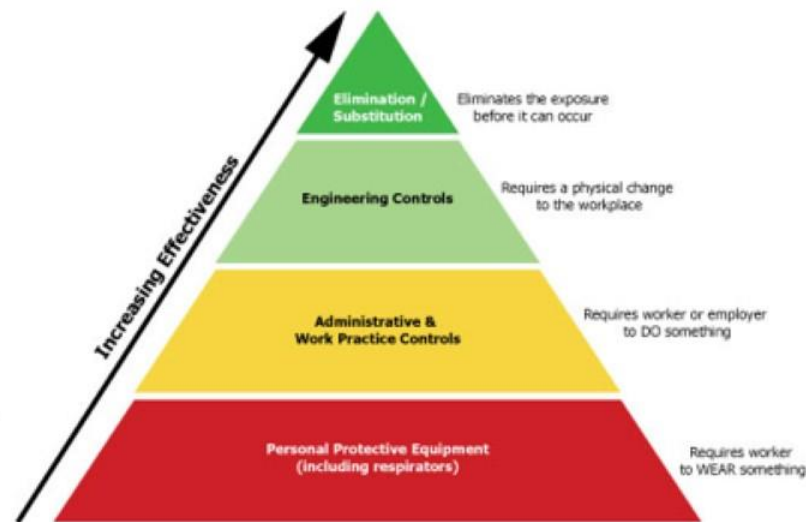 Elimination /
Substitution
Eliminates the exposure
before it can occur
Engineering Controls
Requires a physical change
to the workplace
Increasing Effectiveness
Administrative &
Work Practice Controls
Requires worker or employer
to DO something
Personal Protective Equipment
(including respirators)
Requires worker
to WEAR something